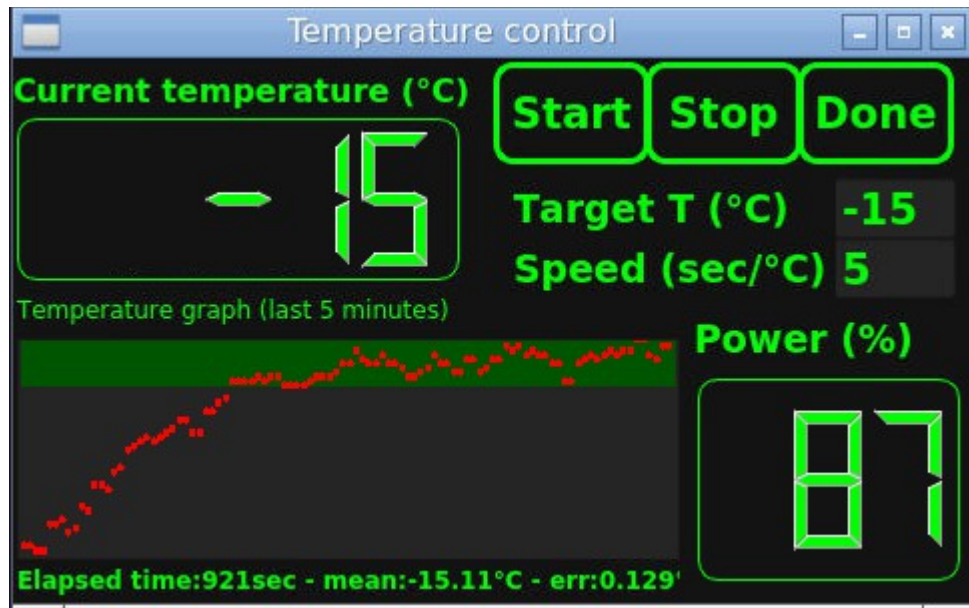 Temperature control
Current temperature (°C)
Start Stop Done
-15
Target T (°C) -15
Speed (sec/°C) 5
Temperature graph (last 5 minutes)
Power (%)
87
Elapsed time:921sec - mean:-15.11°C - err:0.129°